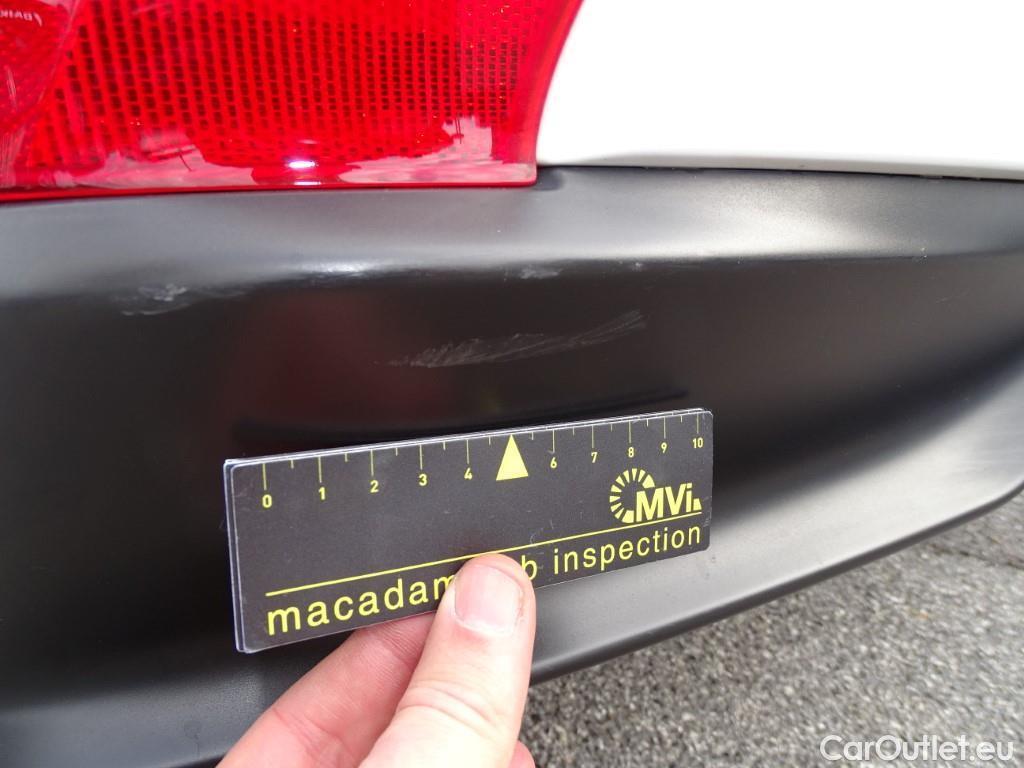 0 1 2 3 4 6 7 8 9 10
MVi
macadam b inspection
CarOutlet.eu